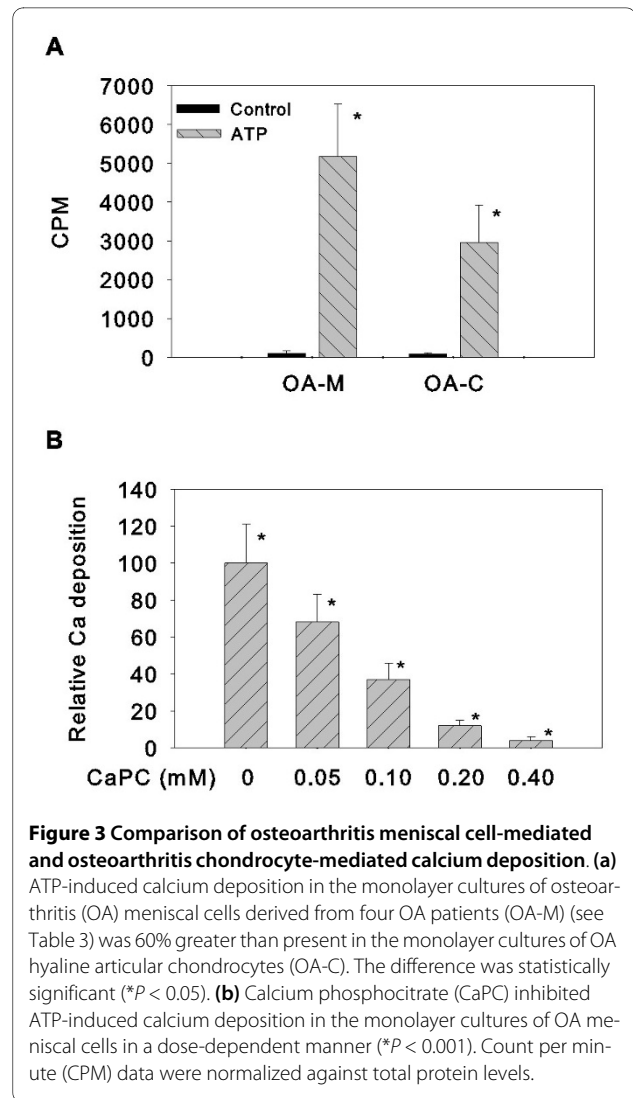 A
7000
6000
5000
4000
3000
2000
1000
0
CPM
Control
ATP
*
*
OA-M OA-C
B
140
120
100
80
60
40
20
0
Relative Ca deposition
*
*
*
*
*
CaPC (mM) 0 0.05 0.10 0.20 0.40
Figure 3 Comparison of osteoarthritis meniscal cell-mediated
and osteoarthritis chondrocyte-mediated calcium deposition. (a)
ATP-induced calcium deposition in the monolayer cultures of osteoar-
thritis (OA) meniscal cells derived from four OA patients (OA-M) (see
Table 3) was 60% greater than present in the monolayer cultures of OA
hyaline articular chondrocytes (OA-C). The difference was statistically
significant (*P < 0.05). (b) Calcium phosphocitrate (CaPC) inhibited
ATP-induced calcium deposition in the monolayer cultures of OA me-
niscal cells in a dose-dependent manner (*P < 0.001). Count per min-
ute (CPM) data were normalized against total protein levels.